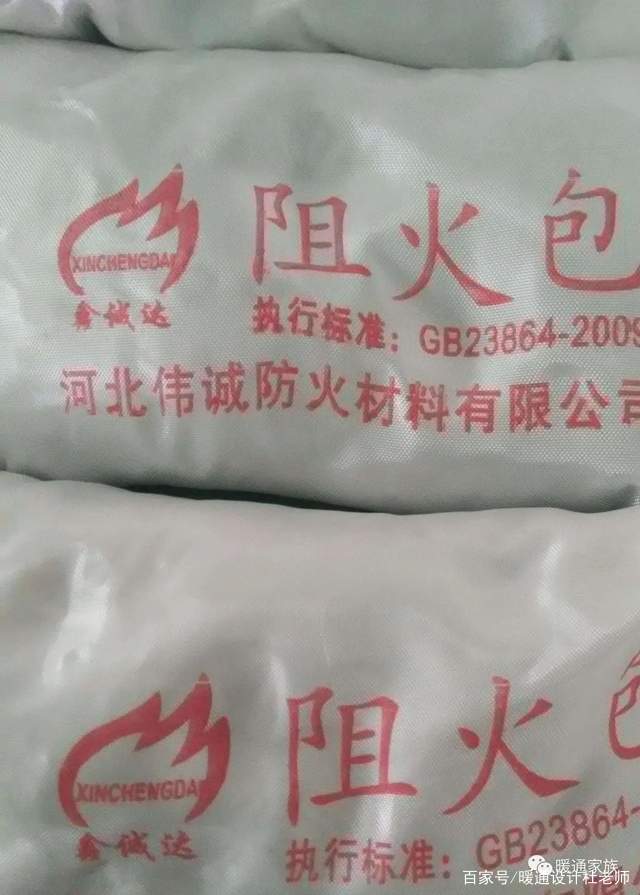 阻火包
XINCHENGDA
鑫诚达
执行标准：GB23864-2009
河北伟诚防火材料有限公司
阻火包
XINCHENGDA
鑫诚达
执行标准：GB23864-
暖通家族
百家号/暖通设计杜老师